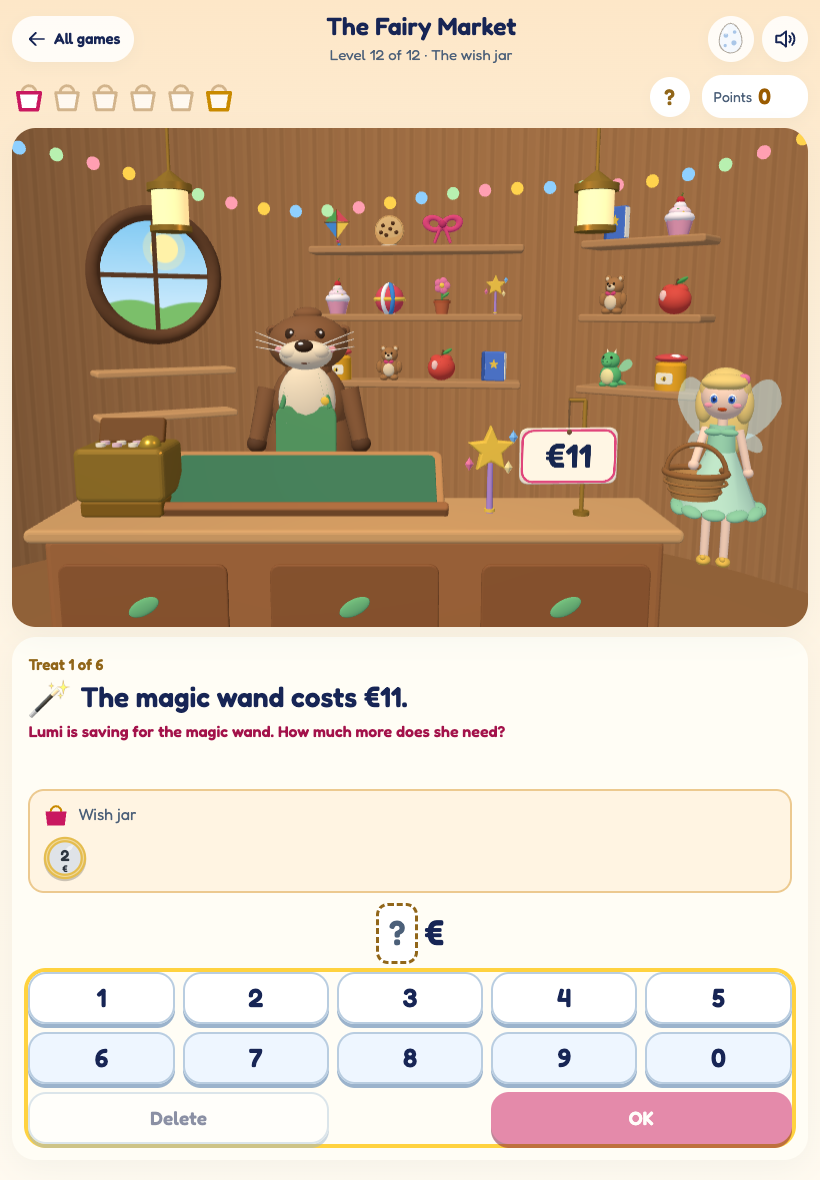 All games
The Fairy Market
Level 12 of 12 · The wish jar
?
Points 0
€11
Treat 1 of 6
The magic wand costs €11.
Lumi is saving for the magic wand. How much more does she need?
Wish jar
2
€
? €
1 2 3 4 5
6 7 8 9 0
Delete OK